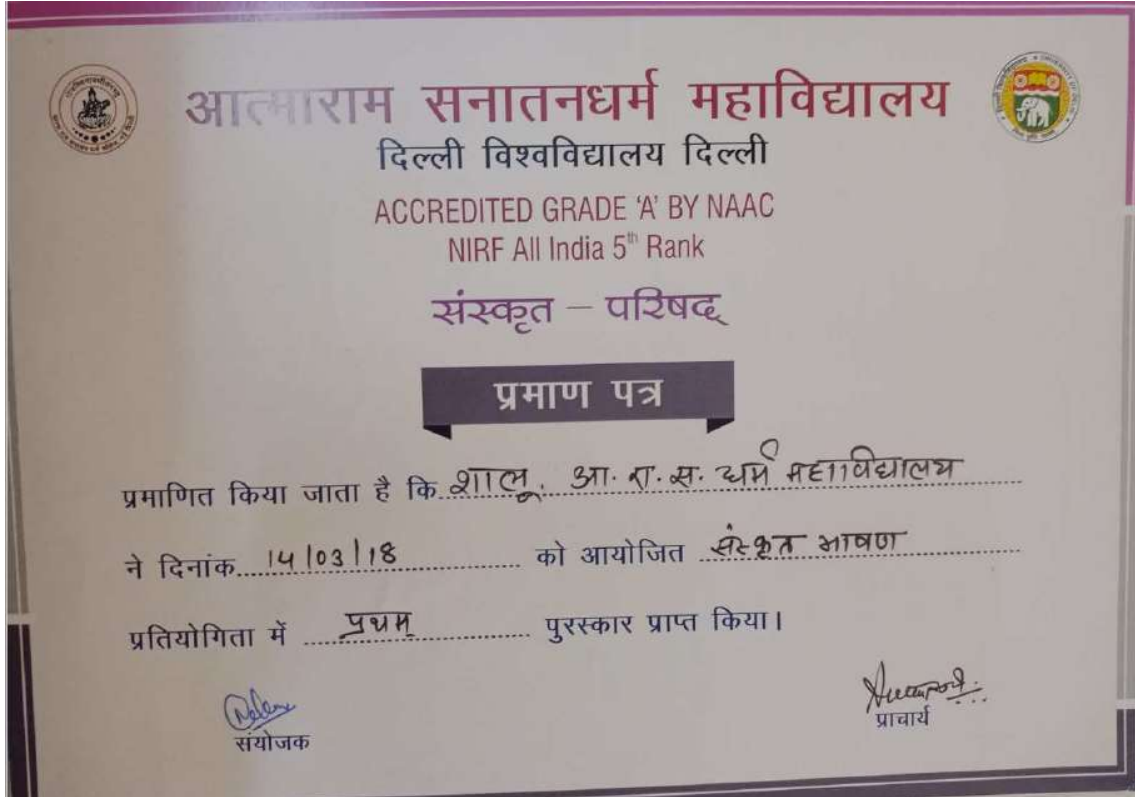 आत्माराम सनातनधर्म महाविद्यालय
दिल्ली विश्वविद्यालय दिल्ली
ACCREDITED GRADE 'A' BY NAAC
NIRF All India 5th Rank
संस्कृत – परिषद्
प्रमाण पत्र
प्रमाणित किया जाता है कि शालू. आ. रा. स. धर्म महाविद्यालय
ने दिनांक 14/03/18 को आयोजित संस्कृत भाषण
प्रतियोगिता में प्रथम् पुरस्कार प्राप्त किया।
संयोजक
प्राचार्य